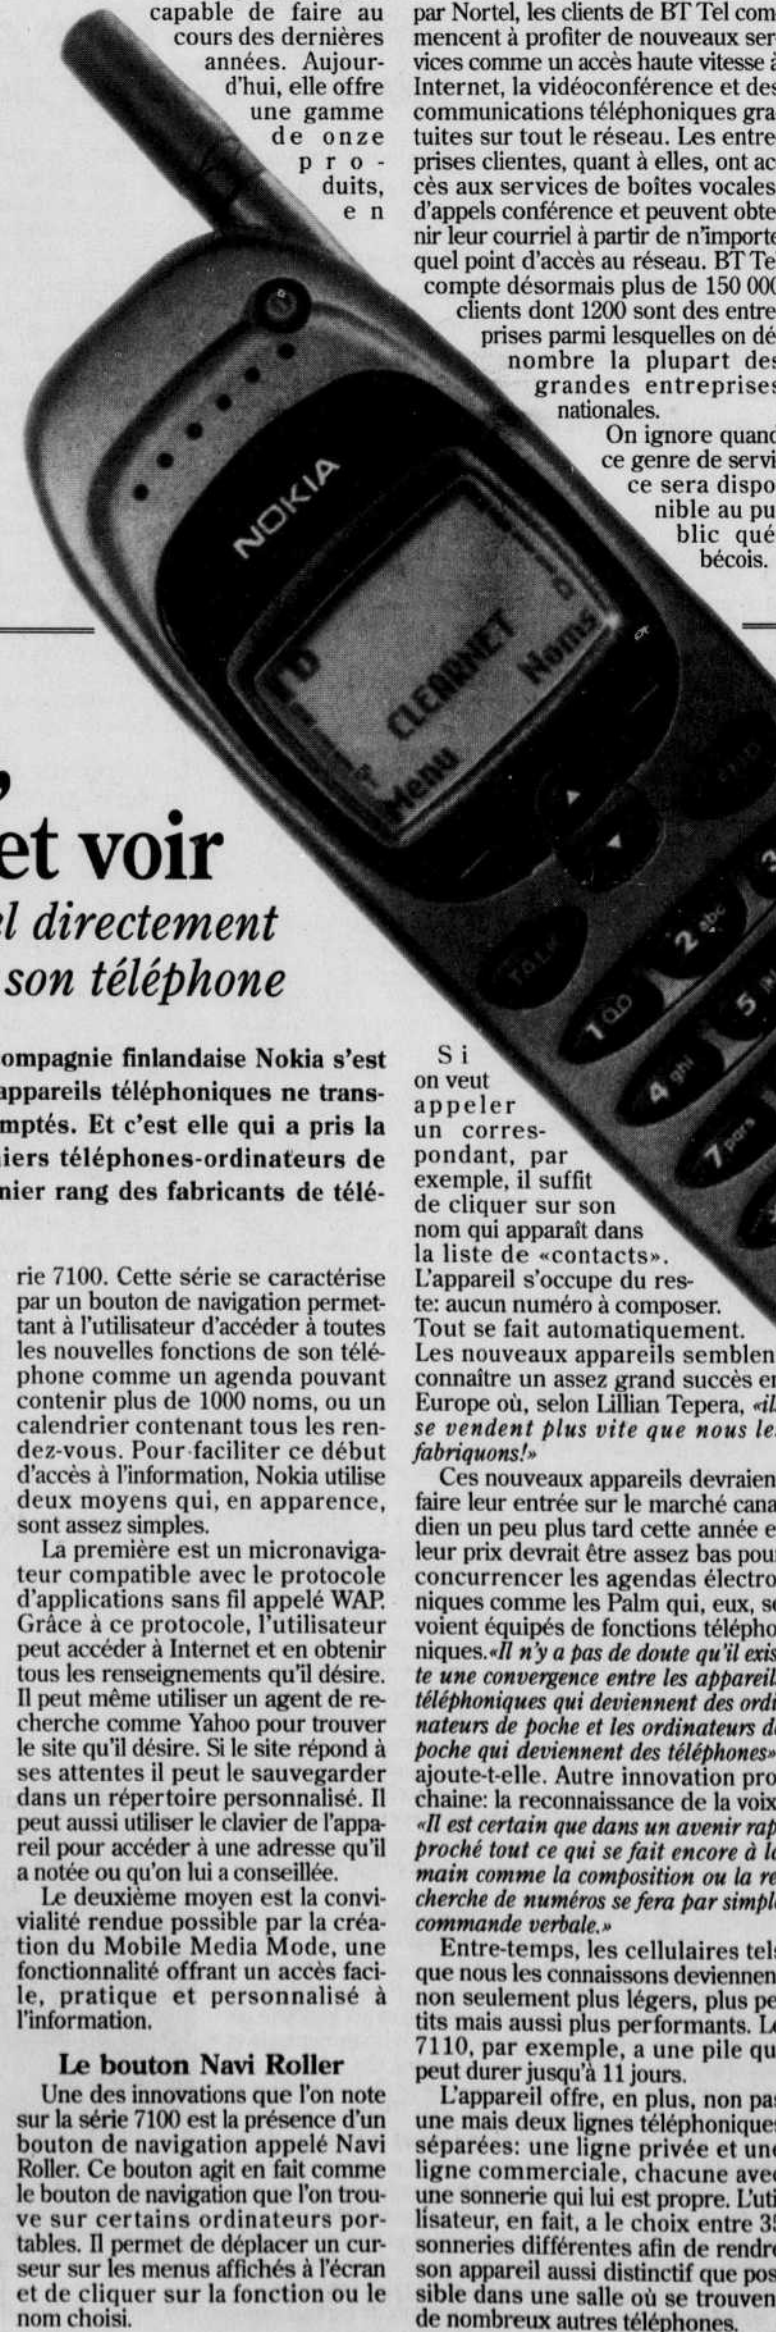 capable de faire au
cours des dernières
années. Aujour-
d'hui, elle offre
une gamme
de onze
pro-
duits,
en
par Nortel, les clients de BT Tel com
mencent à profiter de nouveaux ser
vices comme un accès haute vitesse à
Internet, la vidéoconférence et des
communications téléphoniques gra
tuites sur tout le réseau. Les entre
prises clientes, quant à elles, ont ac
cès aux services de boîtes vocales
d'appels conférence et peuvent obte
nir leur courriel à partir de n'importe
quel point d'accès au réseau. BT Tel
compte désormais plus de 150 000
clients dont 1200 sont des entre
prises parmi lesquelles on dé
nombre la plupart des
grandes entreprises
nationales.
On ignore quand
ce genre de servi
ce sera dispo
nible au pu
blic qué
bécois.
NOKIA
CLEARNET
Menu
Noms
TALK
1
2 abc
3
4 ghi
5
7 pqrs
et voir
el directement
son téléphone
ompagnie finlandaise Nokia s'est
appareils téléphoniques ne trans-
mptés. Et c'est elle qui a pris la
niers téléphones-ordinateurs de
nier rang des fabricants de télé-
rie 7100. Cette série se caractérise
par un bouton de navigation permet-
tant à l'utilisateur d'accéder à toutes
les nouvelles fonctions de son télé-
phone comme un agenda pouvant
contenir plus de 1000 noms, ou un
calendrier contenant tous les ren-
dez-vous. Pour faciliter ce début
d'accès à l'information, Nokia utilise
deux moyens qui, en apparence,
sont assez simples.
La première est un micronaviga-
teur compatible avec le protocole
d'applications sans fil appelé WAP.
Grâce à ce protocole, l'utilisateur
peut accéder à Internet et en obtenir
tous les renseignements qu'il désire.
Il peut même utiliser un agent de re-
cherche comme Yahoo pour trouver
le site qu'il désire. Si le site répond à
ses attentes il peut le sauvegarder
dans un répertoire personnalisé. Il
peut aussi utiliser le clavier de l'appa-
reil pour accéder à une adresse qu'il
a notée ou qu'on lui a conseillée.
Le deuxième moyen est la convi-
vialité rendue possible par la créa-
tion du Mobile Media Mode, une
fonctionnalité offrant un accès faci-
le, pratique et personnalisé à
l'information.
Le bouton Navi Roller
Une des innovations que l'on note
sur la série 7100 est la présence d'un
bouton de navigation appelé Navi
Roller. Ce bouton agit en fait comme
le bouton de navigation que l'on trou-
ve sur certains ordinateurs por-
tables. Il permet de déplacer un cur-
seur sur les menus affichés à l'écran
et de cliquer sur la fonction ou le
nom choisi.
Si
on veut
appeler
un corres-
pondant, par
exemple, il suffit
de cliquer sur son
nom qui apparaît dans
la liste de «contacts».
L'appareil s'occupe du res-
te: aucun numéro à composer.
Tout se fait automatiquement.
Les nouveaux appareils semblen
connaître un assez grand succès en
Europe où, selon Lillian Tepera, «ils
se vendent plus vite que nous les
fabriquons!»
Ces nouveaux appareils devraien
faire leur entrée sur le marché cana
dien un peu plus tard cette année e
leur prix devrait être assez bas pour
concurrencer les agendas électro
niques comme les Palm qui, eux, se
voient équipés de fonctions télépho
niques.«Il n'y a pas de doute qu'il exis
te une convergence entre les appareils
téléphoniques qui deviennent des ordi
nateurs de poche et les ordinateurs de
poche qui deviennent des téléphones»
ajoute-t-elle. Autre innovation pro
chaine: la reconnaissance de la voix
«Il est certain que dans un avenir rap
proché tout ce qui se fait encore à la
main comme la composition ou la re
cherche de numéros se fera par simple
commande verbale.»
Entre-temps, les cellulaires tels
que nous les connaissons deviennen
non seulement plus légers, plus pe
tits mais aussi plus performants. Le
7110, par exemple, a une pile qu
peut durer jusqu'à 11 jours.
L'appareil offre, en plus, non pas
une mais deux lignes téléphoniques
séparées: une ligne privée et une
ligne commerciale, chacune avec
une sonnerie qui lui est propre. L'uti
lisateur, en fait, a le choix entre 35
sonneries différentes afin de rendre
son appareil aussi distinctif que pos
sible dans une salle où se trouven
de nombreux autres téléphones.